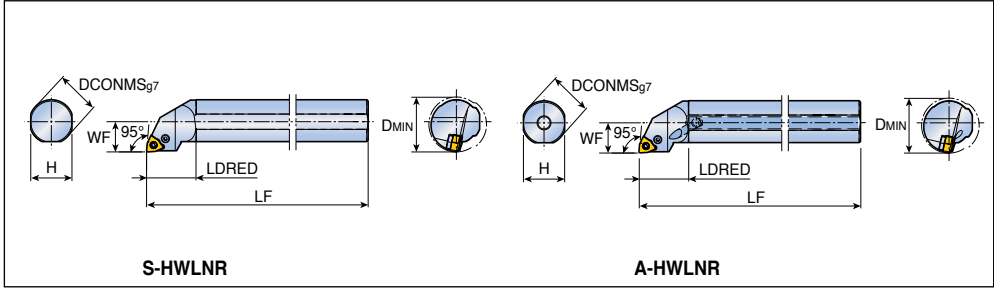 DCONMSg7
WF
95°
H
LDRED
LF
DMIN
S-HWLNR
DCONMSg7
WF
95°
H
LDRED
LF
DMIN
A-HWLNR